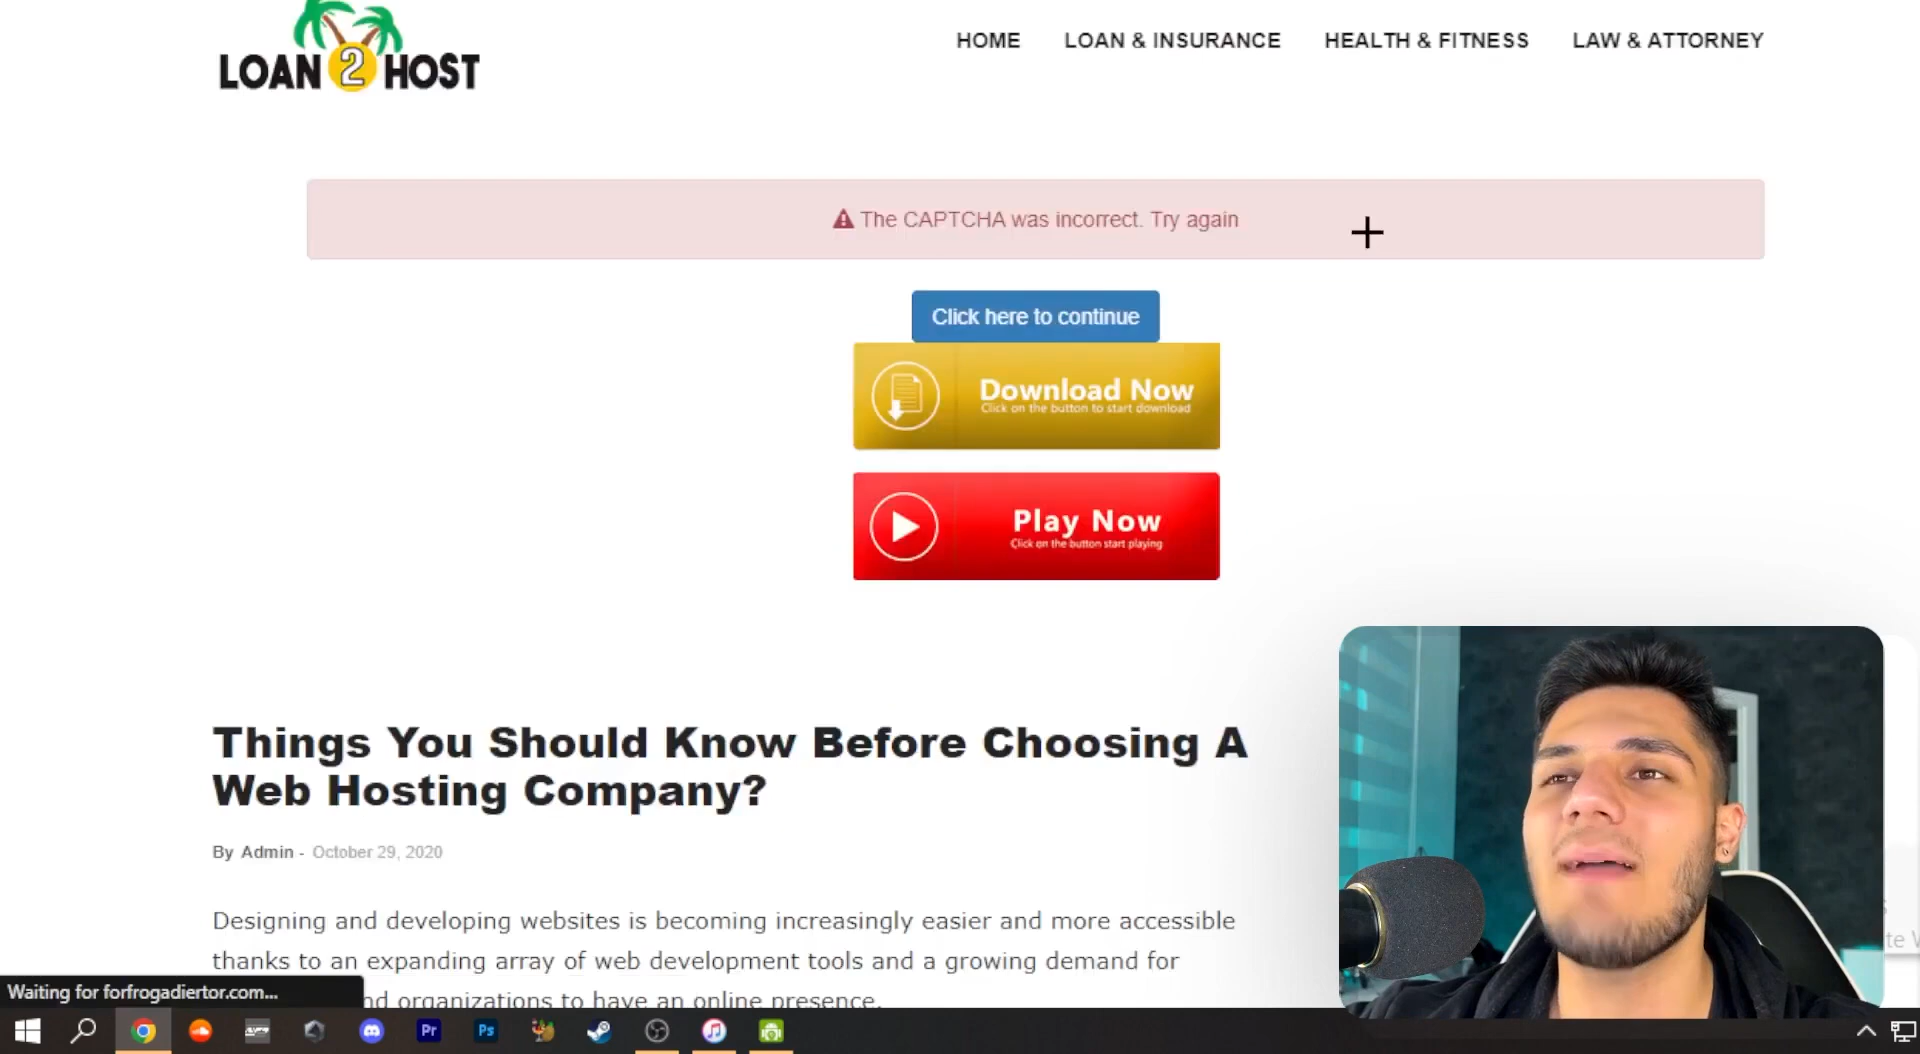 LOAN 2 HOST
HOME LOAN & INSURANCE HEALTH & FITNESS LAW & ATTORNEY
The CAPTCHA was incorrect. Try again
Click here to continue
Download Now
Click on the button to start download
Play Now
Click on the button start playing
Things You Should Know Before Choosing A
Web Hosting Company?
By Admin - October 29, 2020
Designing and developing websites is becoming increasingly easier and more accessible
thanks to an expanding array of web development tools and a growing demand for
nd organizations to have an online presence.
Waiting for forfrogadiertor.com...
Pr Ps